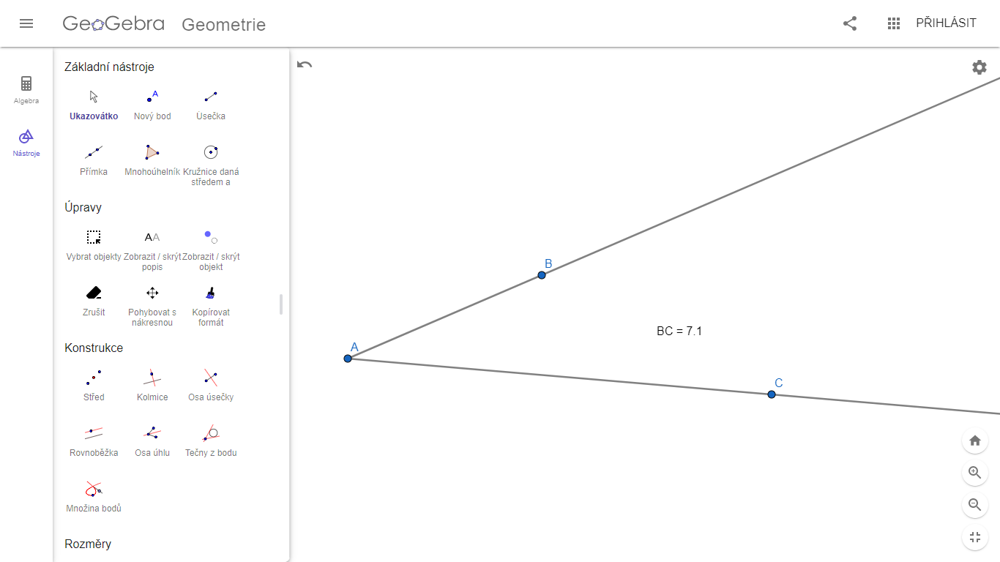 GeoGebra Geometrie
PŘIHLÁSIT
Algebra
Nástroje
Základní nástroje
Ukazovátko
Nový bod
Úsečka
Přímka
Mnohoúhelník
Kružnice daná
středem a
Úpravy
Vybrat objekty
Zobrazit / skrýt
popis
Zobrazit / skrýt
objekt
Zrušit
Pohybovat s
nákresnou
Kopírovat
formát
Konstrukce
Střed
Kolmice
Osa úsečky
Rovnoběžka
Osa úhlu
Tečny z bodu
Množina bodů
Rozměry
B
BC = 7.1
A
C